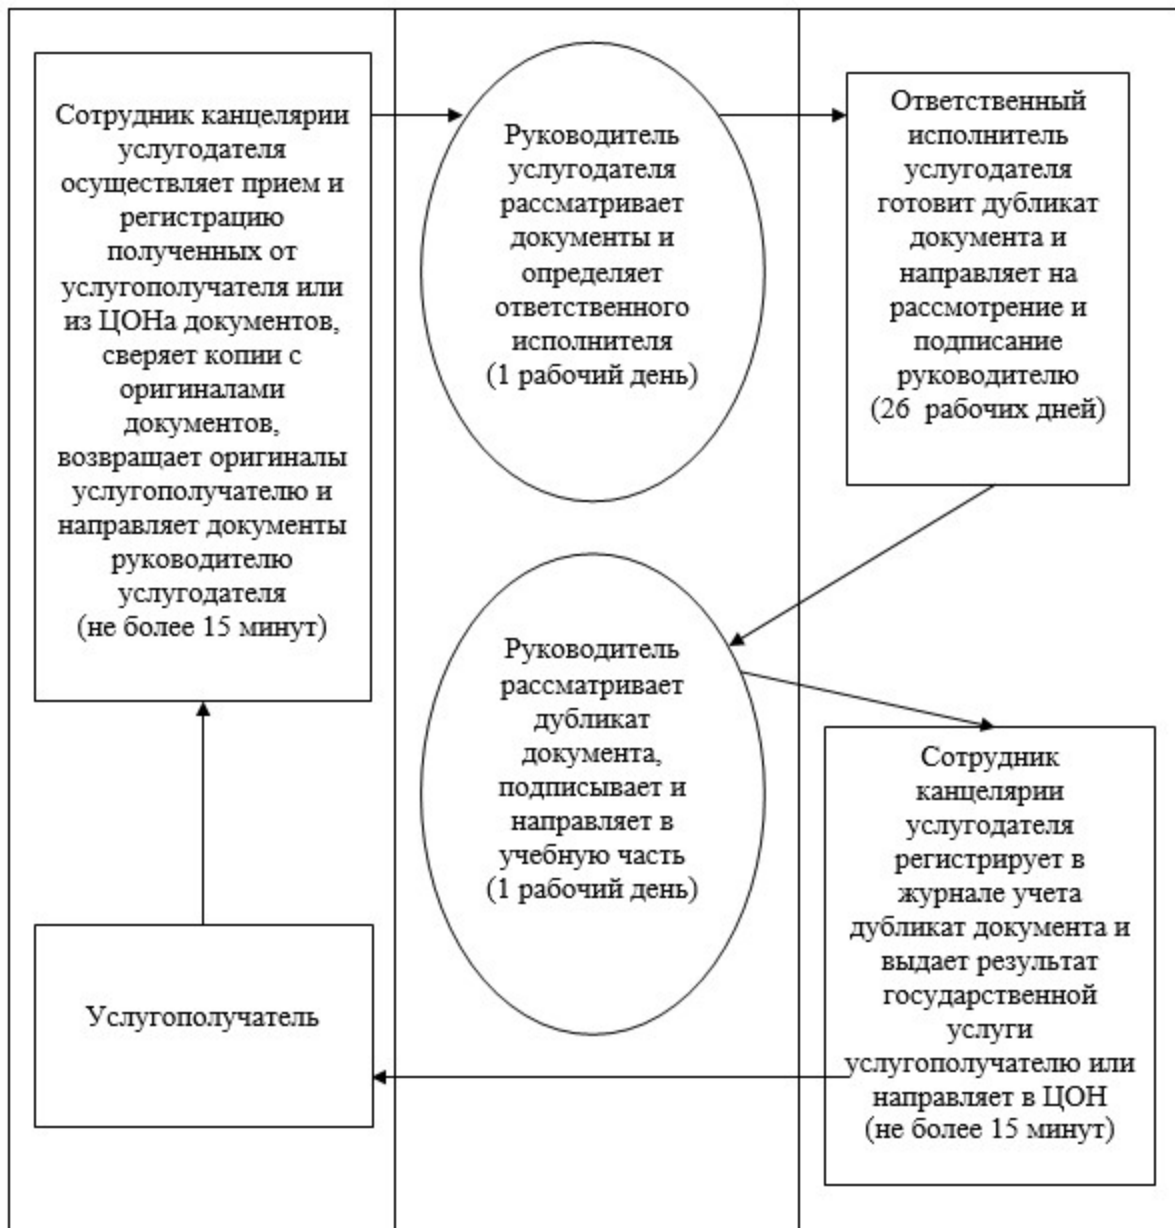 Сотрудник канцелярии
услугодателя
осуществляет прием и
регистрацию
полученных от
услугополучателя или
из ЦОНа документов,
сверяет копии с
оригиналами
документов,
возвращает оригиналы
услугополучателю и
направляет документы
руководителю
услугодателя
(не более 15 минут)
Руководитель
услугодателя
рассматривает
документы и
определяет
ответственного
исполнителя
(1 рабочий день)
Ответственный
исполнитель
услугодателя
готовит дубликат
документа и
направляет на
рассмотрение и
подписание
руководителю
(26 рабочих дней)
Руководитель
рассматривает
дубликат
документа,
подписывает и
направляет в
учебную часть
(1 рабочий день)
Сотрудник
канцелярии
услугодателя
регистрирует в
журнале учета
дубликат документа и
выдает результат
государственной
услуги
услугополучателю или
направляет в ЦОН
(не более 15 минут)
Услугополучатель